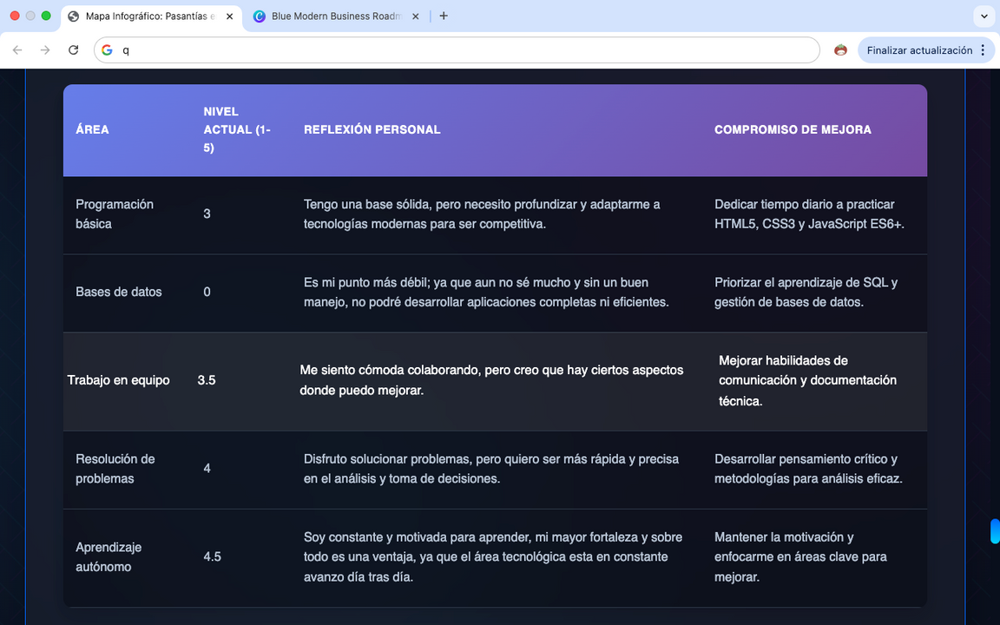 Mapa Infográfico: Pasantías e
Blue Modern Business Roadm
q
Finalizar actualización
ÁREA
NIVEL
ACTUAL (1-
5)
REFLEXIÓN PERSONAL
COMPROMISO DE MEJORA
Programación
básica
3
Tengo una base sólida, pero necesito profundizar y adaptarme a
tecnologías modernas para ser competitiva.
Dedicar tiempo diario a practicar
HTML5, CSS3 y JavaScript ES6+.
Bases de datos
0
Es mi punto más débil; ya que aun no sé mucho y sin un buen
manejo, no podré desarrollar aplicaciones completas ni eficientes.
Priorizar el aprendizaje de SQL y
gestión de bases de datos.
Trabajo en equipo
3.5
Me siento cómoda colaborando, pero creo que hay ciertos aspectos
donde puedo mejorar.
Mejorar habilidades de
comunicación y documentación
técnica.
Resolución de
problemas
4
Disfruto solucionar problemas, pero quiero ser más rápida y precisa
en el análisis y toma de decisiones.
Desarrollar pensamiento crítico y
metodologías para análisis eficaz.
Aprendizaje
autónomo
4.5
Soy constante y motivada para aprender, mi mayor fortaleza y sobre
todo es una ventaja, ya que el área tecnológica esta en constante
avanzo día tras día.
Mantener la motivación y
enfocarme en áreas clave para
mejorar.